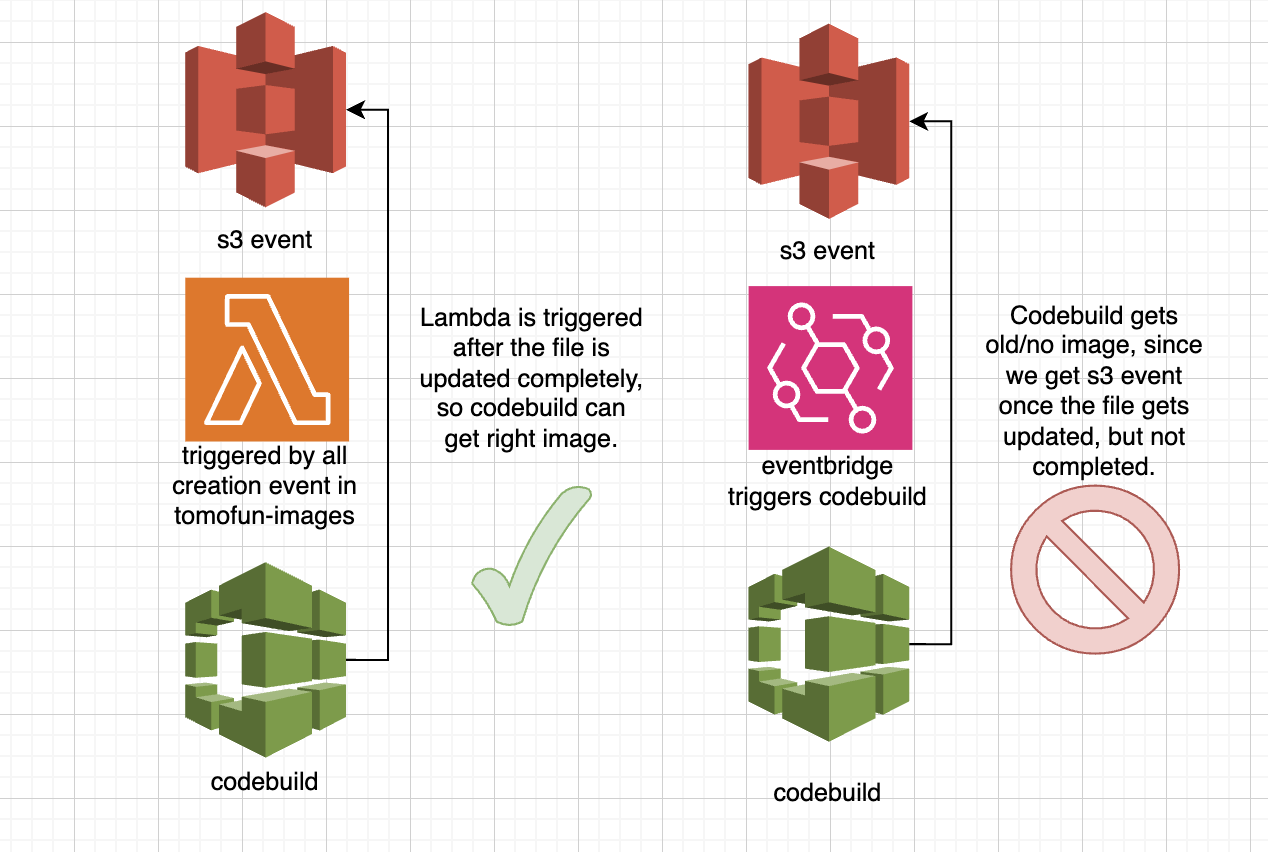 s3 event
triggered by all
creation event in
tomofun-images
codebuild
Lambda is triggered
after the file is
updated completely,
so codebuild can
get right image.
s3 event
eventbridge
triggers codebuild
codebuild
Codebuild gets
old/no image, since
we get s3 event
once the file gets
updated, but not
completed.